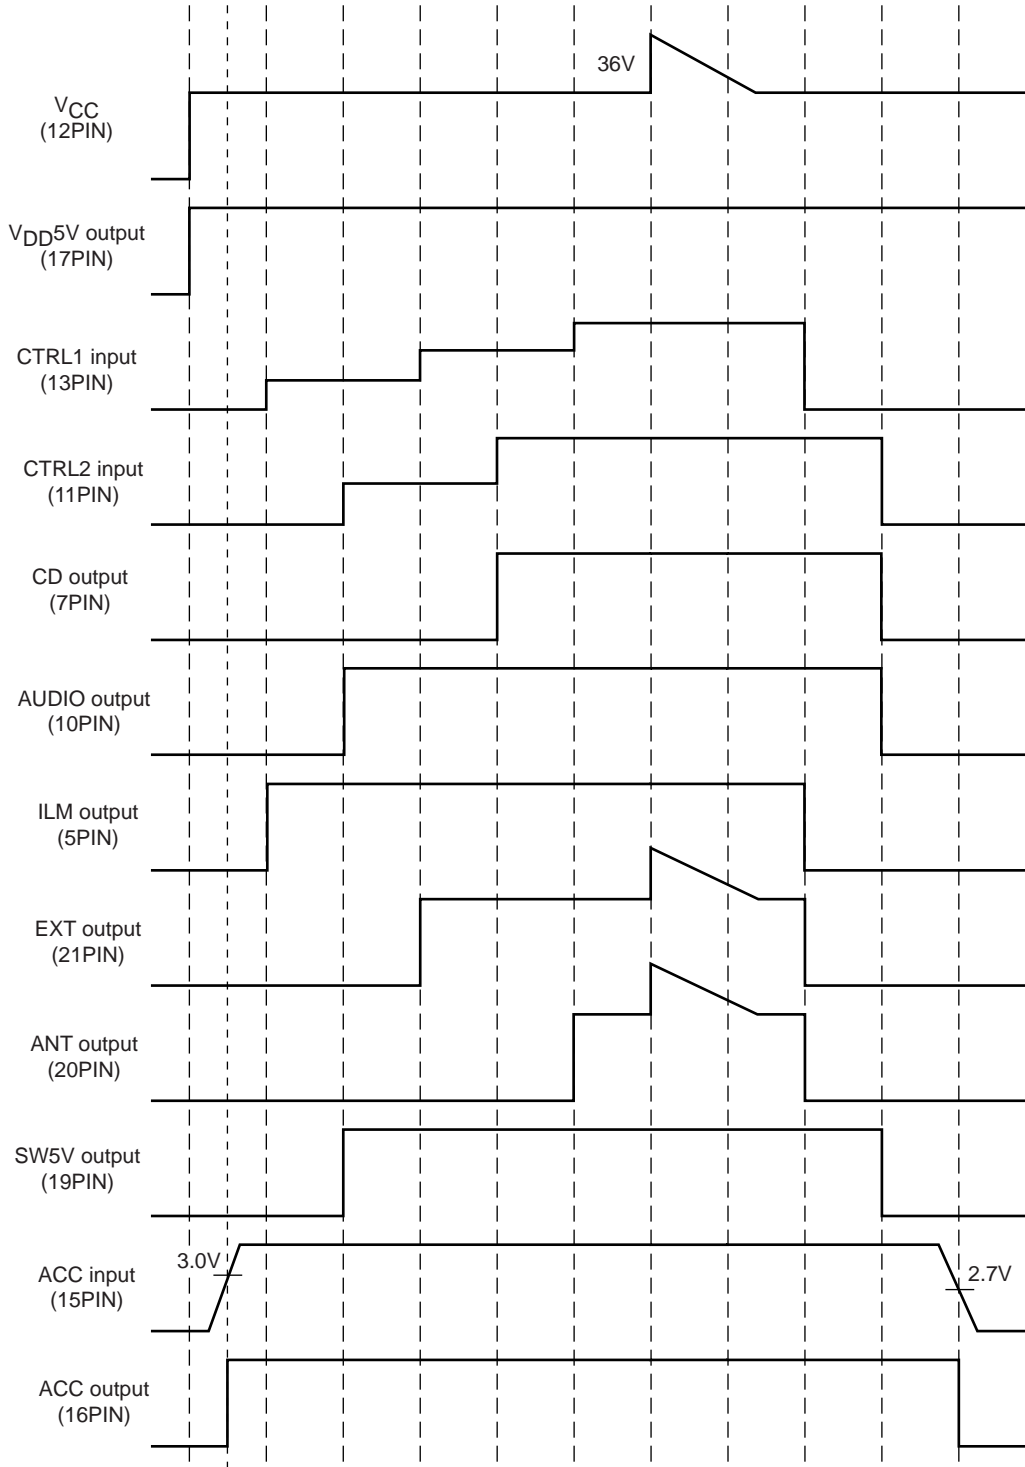 36V
VCC
(12PIN)
VDD5V output
(17PIN)
CTRL1 input
(13PIN)
CTRL2 input
(11PIN)
CD output
(7PIN)
AUDIO output
(10PIN)
ILM output
(5PIN)
EXT output
(21PIN)
ANT output
(20PIN)
SW5V output
(19PIN)
3.0V
ACC input
(15PIN)
2.7V
ACC output
(16PIN)